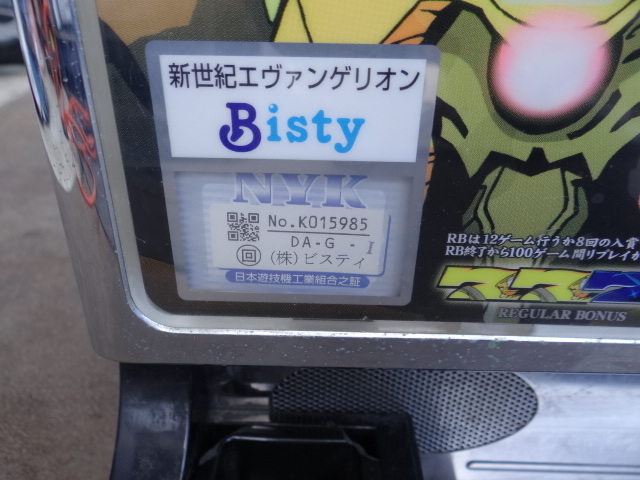 新世紀エヴァンゲリオン
Bisty
NYK
No.K015985
DA-G -I
回 (株)ビスティ
日本遊技機工業組合之証
RBは12ゲーム行うか8回の入賞
RB終了から100ゲーム間リプレイが
REGULAR BONUS